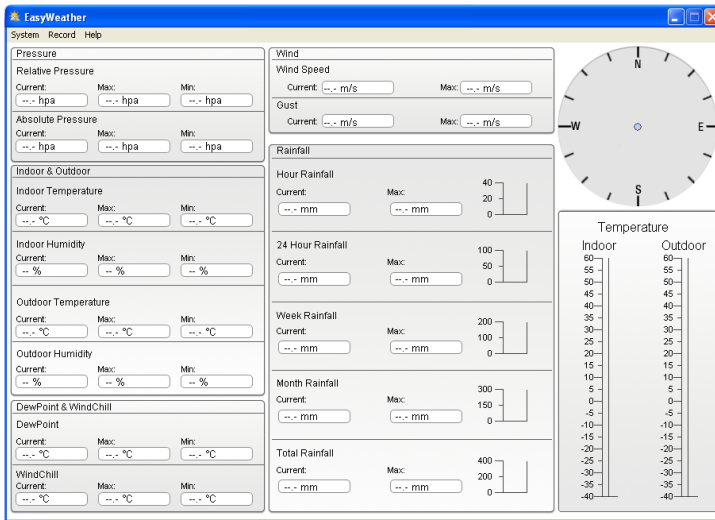 EasyWeather
System Record Help
Pressure
Relative Pressure
Current: Max: Min:
--.- hpa --.- hpa --.- hpa
Absolute Pressure
Current: Max: Min:
--.- hpa --.- hpa --.- hpa
Indoor & Outdoor
Indoor Temperature
Current: Max: Min:
--.- °C --.- °C --.- °C
Indoor Humidity
Current: Max: Min:
-- % -- % -- %
Outdoor Temperature
Current: Max: Min:
--.- °C --.- °C --.- °C
Outdoor Humidity
Current: Max: Min:
-- % -- % -- %
DewPoint & WindChill
DewPoint
Current: Max: Min:
--.- °C --.- °C --.- °C
WindChill
Current: Max: Min:
--.- °C --.- °C --.- °C
Wind
Wind Speed
Current: --.- m/s Max: --.- m/s
Gust
Current: --.- m/s Max: --.- m/s
Rainfall
Hour Rainfall
Current: Max:
--.- mm --.- mm
40
20
0
24 Hour Rainfall
Current: Max:
--.- mm --.- mm
100
50
0
Week Rainfall
Current: Max:
--.- mm --.- mm
200
100
0
Month Rainfall
Current: Max:
--.- mm --.- mm
300
150
0
Total Rainfall
Current: Max:
--.- mm --.- mm
400
200
0
N
W E
S
Temperature
Indoor Outdoor
60 60
55 55
50 50
45 45
40 40
35 35
30 30
25 25
20 20
15 15
10 10
5 5
0 0
-5 -5
-10 -10
-15 -15
-20 -20
-25 -25
-30 -30
-35 -35
-40 -40